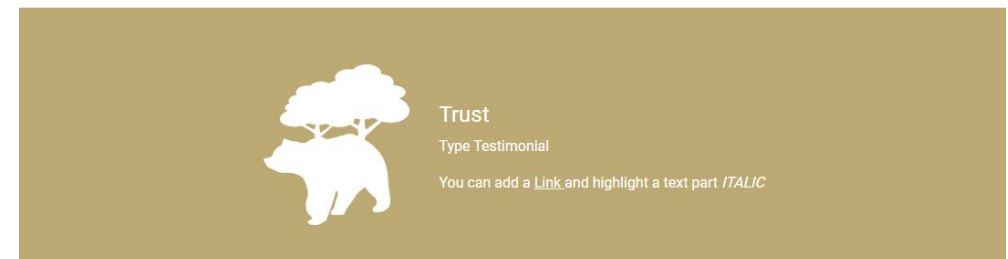 Trust
Type Testimonial
You can add a Link and highlight a text part ITALIC